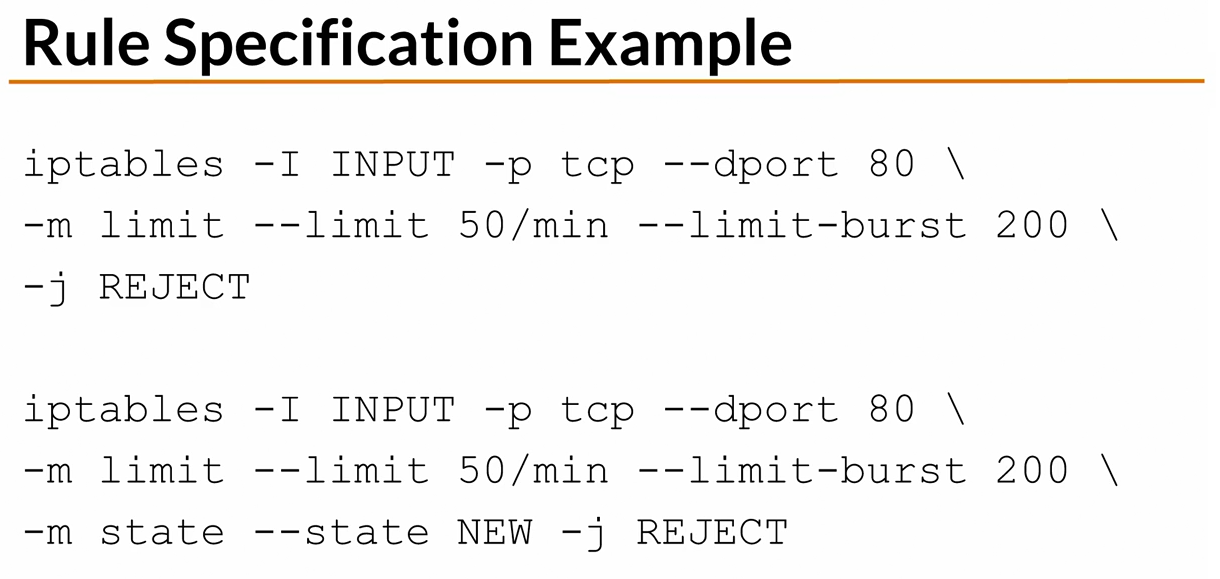 Rule Specification Example
iptables -I INPUT -p tcp --dport 80 \
-m limit --limit 50/min --limit-burst 200 \
-j REJECT
iptables -I INPUT -p tcp --dport 80 \
-m limit --limit 50/min --limit-burst 200 \
-m state --state NEW -j REJECT